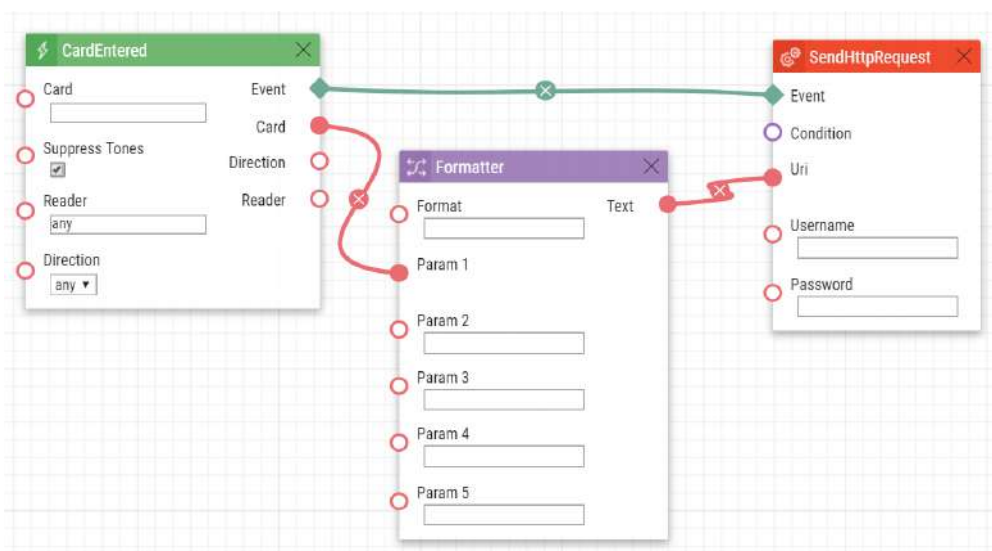 CardEntered
Card
Event
Card
Suppress Tones
Direction
Reader
any
Reader
Direction
any
Formatter
Format
Text
Param 1
Param 2
Param 3
Param 4
Param 5
SendHttpRequest
Event
Condition
Uri
Username
Password